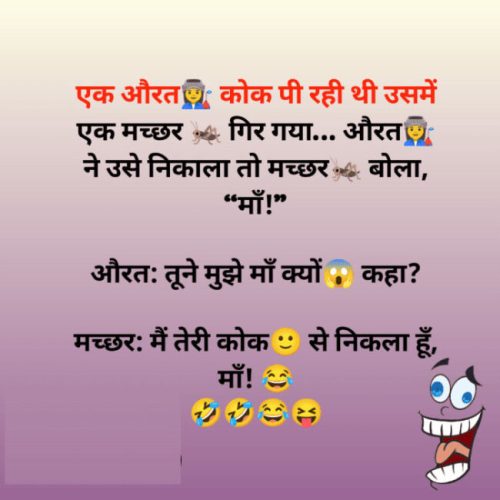 एक औरत👩‍🏭 कोक पी रही थी उसमें
एक मच्छर 🦗 गिर गया... औरत👩‍🏭
ने उसे निकाला तो मच्छर🦗 बोला,
“माँ!”
औरत: तूने मुझे माँ क्यों😱 कहा?
मच्छर: मैं तेरी कोक🙂 से निकला हूँ,
माँ! 😂
🤣🤣😂😝